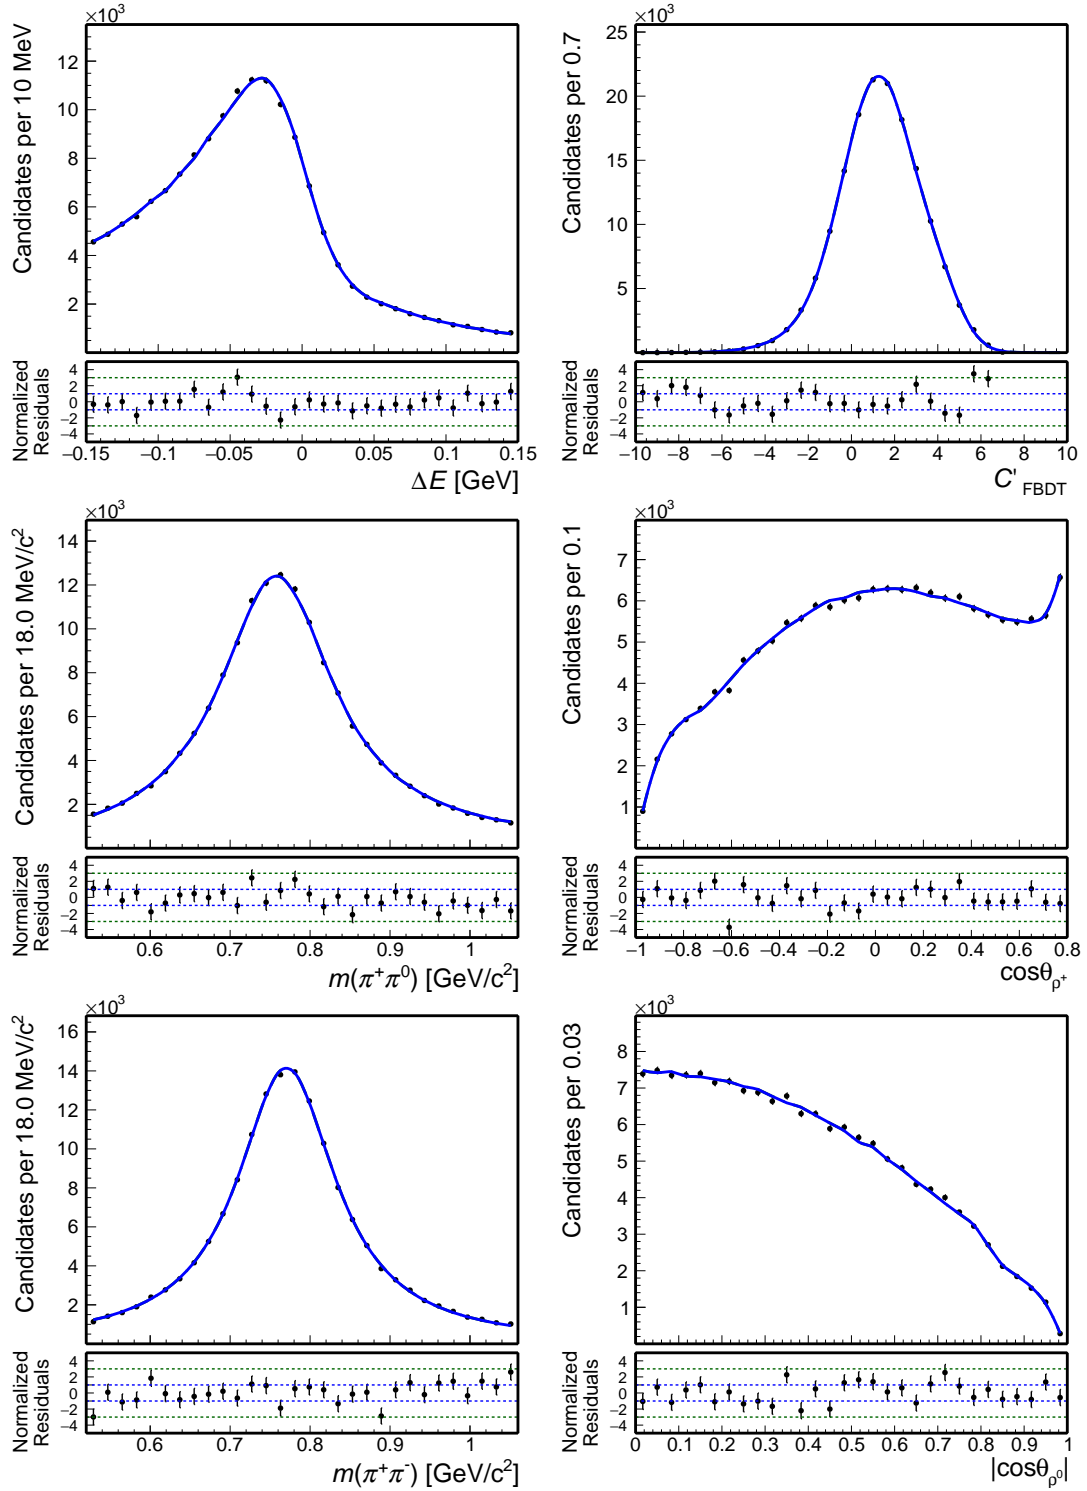 ×10³
Candidates per 10 MeV
12
10
8
6
4
2
Normalized
Residuals
4
2
0
−2
−4
−0.15 −0.1 −0.05 0 0.05 0.1 0.15
ΔE [GeV]
×10³
Candidates per 0.7
25
20
15
10
5
Normalized
Residuals
4
2
0
−2
−4
−10 −8 −6 −4 −2 0 2 4 6 8 10
C'FBDT
×10³
Candidates per 18.0 MeV/c²
14
12
10
8
6
4
2
Normalized
Residuals
4
2
0
−2
−4
0.6 0.7 0.8 0.9 1
m(π⁺π⁰) [GeV/c²]
×10³
Candidates per 0.1
7
6
5
4
3
2
1
Normalized
Residuals
4
2
0
−2
−4
−1 −0.8 −0.6 −0.4 −0.2 0 0.2 0.4 0.6 0.8
cosθρ⁺
×10³
Candidates per 18.0 MeV/c²
16
14
12
10
8
6
4
2
Normalized
Residuals
4
2
0
−2
−4
0.6 0.7 0.8 0.9 1
m(π⁺π⁻) [GeV/c²]
×10³
Candidates per 0.03
8
7
6
5
4
3
2
1
Normalized
Residuals
4
2
0
−2
−4
0 0.1 0.2 0.3 0.4 0.5 0.6 0.7 0.8 0.9 1
|cosθρ⁰|